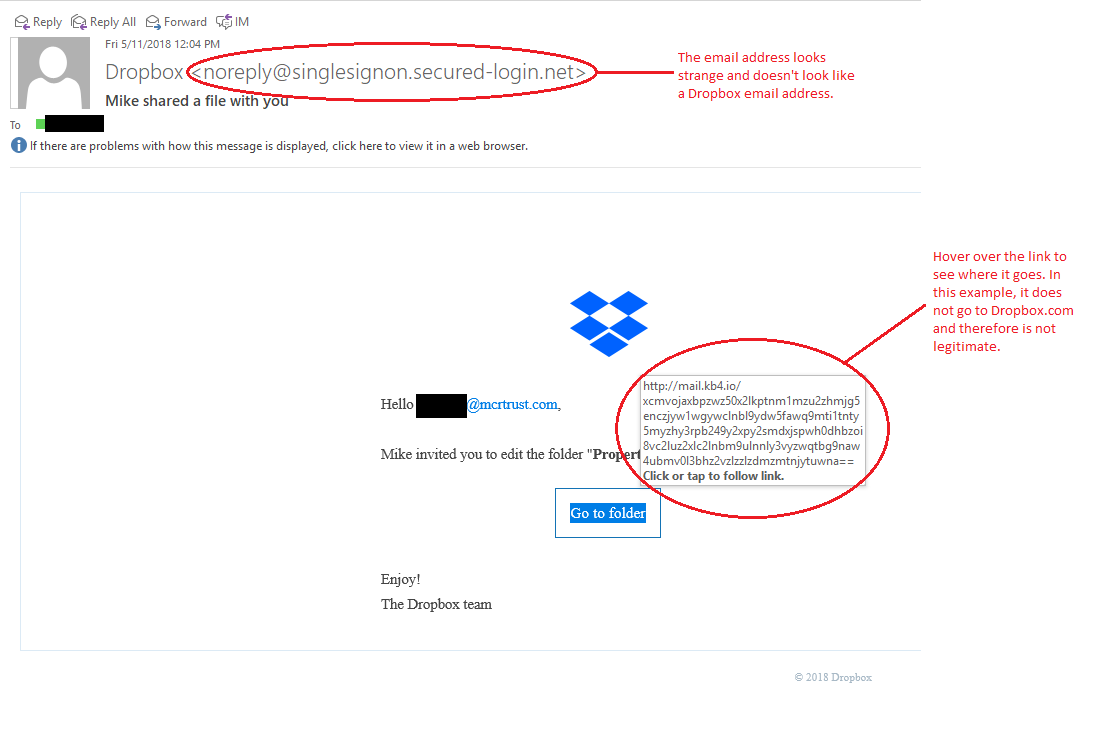 Reply Reply All Forward IM
Fri 5/11/2018 12:04 PM
Dropbox <noreply@singlesignon.secured-login.net>
Mike shared a file with you
To
If there are problems with how this message is displayed, click here to view it in a web browser.
The email address looks
strange and doesn't look like
a Dropbox email address.
Hover over the link to
see where it goes. In
this example, it does
not go to Dropbox.com
and therefore is not
legitimate.
Hello @mcrtrust.com,
Mike invited you to edit the folder "Propert
http://mail.kb4.io/
xcmvojaxbpzwz50x2lkptnm1mzu2zhmjg5
enczjyw1wgywclnbl9ydw5fawq9mti1tnty
5myzhy3rpb249y2xpy2smdxjspwh0dhbzoi
8vc2luz2xlc2lnbm9ulnnly3vyzwqtbg9naw
4ubmv0l3bhz2vzlzzlzdmzmtnjytuwna==
Click or tap to follow link.
Go to folder
Enjoy!
The Dropbox team
© 2018 Dropbox